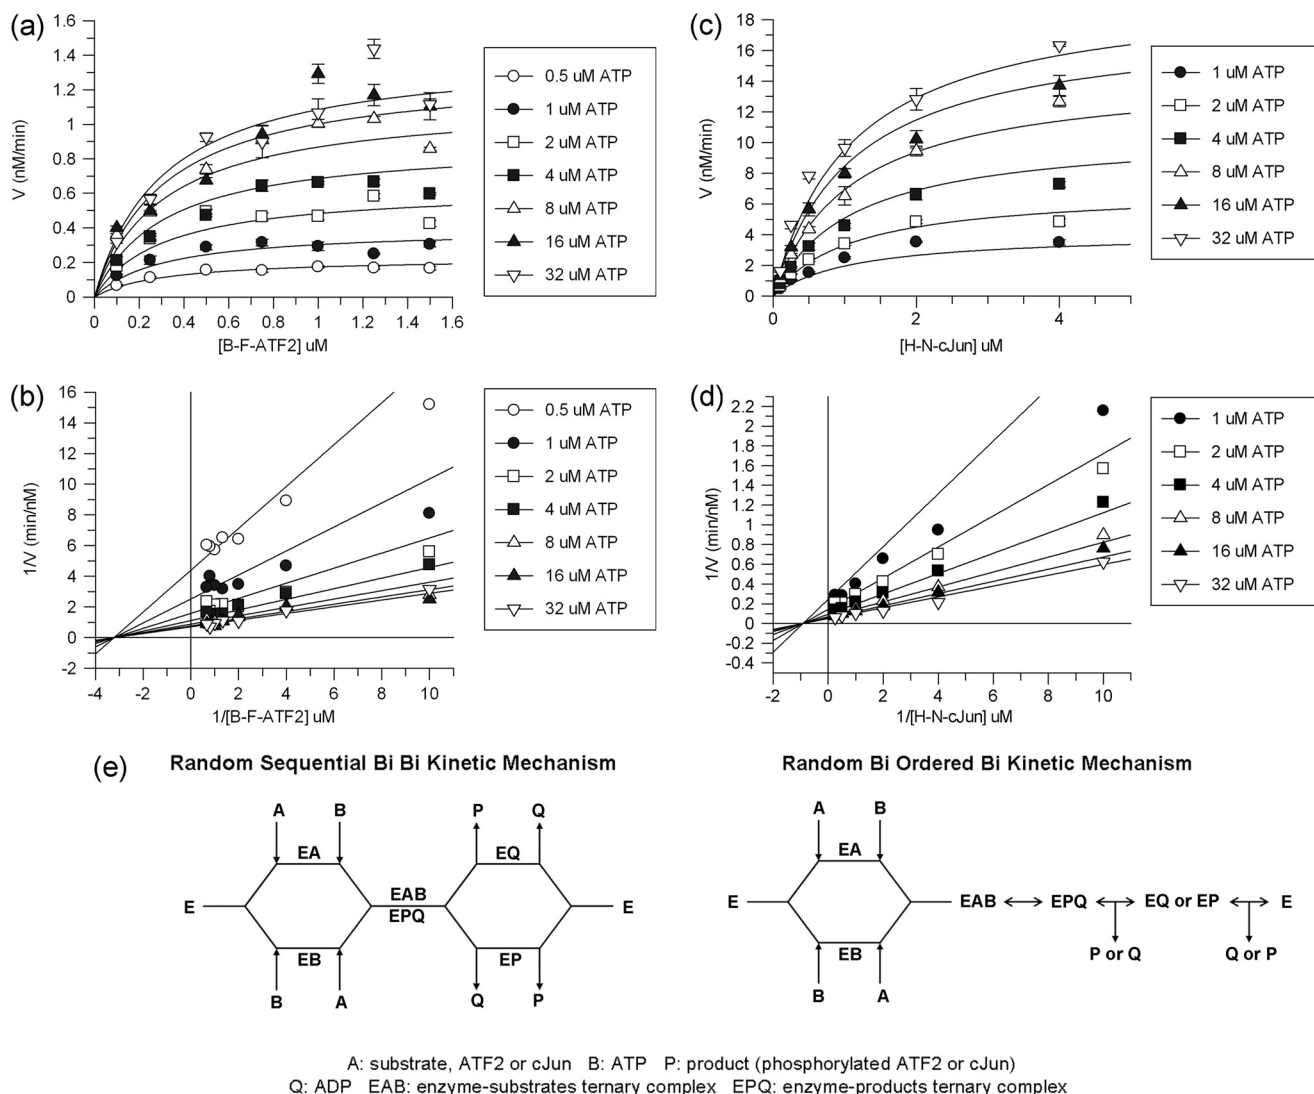 (a)
1.6
1.4
1.2
1
0.8
0.6
0.4
0.2
0
V (nM/min)
0 0.2 0.4 0.6 0.8 1 1.2 1.4 1.6
[B-F-ATF2] uM
0.5 uM ATP
1 uM ATP
2 uM ATP
4 uM ATP
8 uM ATP
16 uM ATP
32 uM ATP
(c)
18
16
14
12
10
8
6
4
2
0
V (nM/min)
0 2 4
[H-N-cJun] uM
1 uM ATP
2 uM ATP
4 uM ATP
8 uM ATP
16 uM ATP
32 uM ATP
(b)
16
14
12
10
8
6
4
2
0
-2
1/V (min/nM)
-4 -2 0 2 4 6 8 10
1/[B-F-ATF2] uM
0.5 uM ATP
1 uM ATP
2 uM ATP
4 uM ATP
8 uM ATP
16 uM ATP
32 uM ATP
(d)
2.2
2
1.8
1.6
1.4
1.2
1
0.8
0.6
0.4
0.2
0
-0.2
-0.4
1/V (min/nM)
-2 0 2 4 6 8 10
1/[H-N-cJun] uM
1 uM ATP
2 uM ATP
4 uM ATP
8 uM ATP
16 uM ATP
32 uM ATP
(e)
Random Sequential Bi Bi Kinetic Mechanism
A B P Q
EA EQ
E EAB E
EPQ
EB EP
B A Q P
Random Bi Ordered Bi Kinetic Mechanism
A B
EA
E EAB EPQ EQ or EP E
EB P or Q Q or P
B A
A: substrate, ATF2 or cJun B: ATP P: product (phosphorylated ATF2 or cJun)
Q: ADP EAB: enzyme-substrates ternary complex EPQ: enzyme-products ternary complex